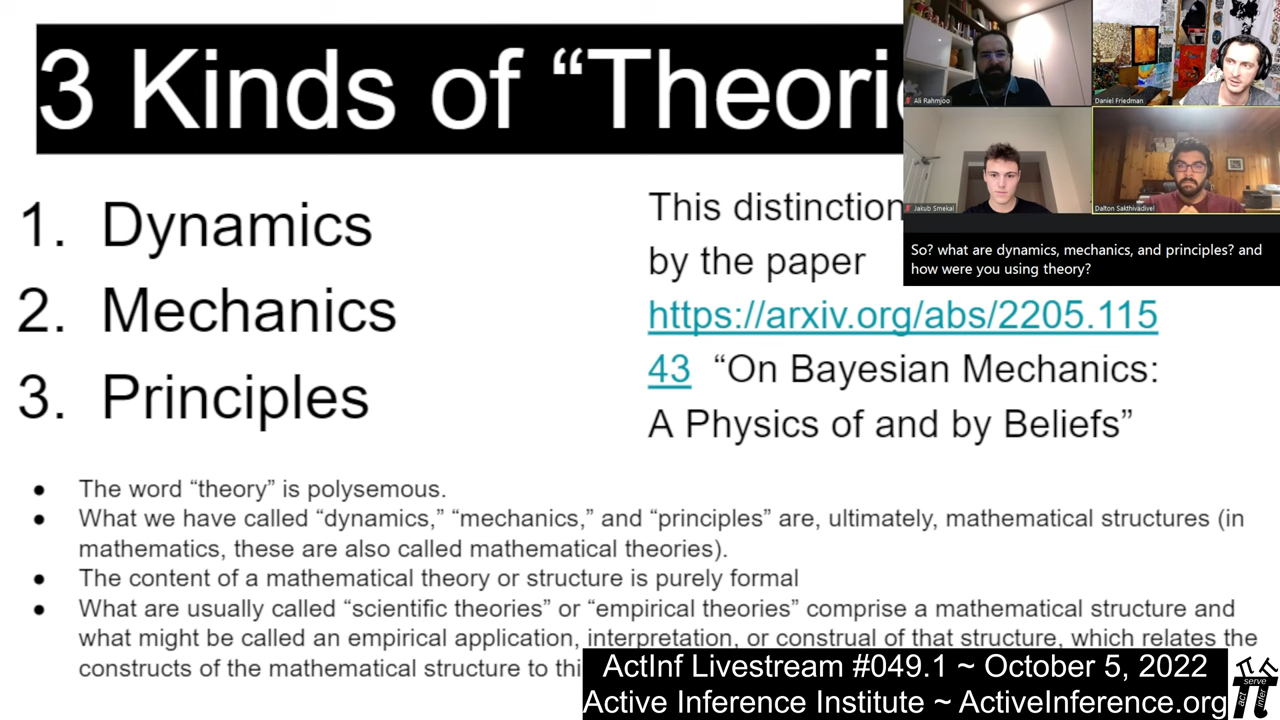 3 Kinds of “Theori
1. Dynamics
2. Mechanics
3. Principles
This distinction
by the paper
https://arxiv.org/abs/2205.115
43 “On Bayesian Mechanics:
A Physics of and by Beliefs”
● The word “theory” is polysemous.
● What we have called “dynamics,” “mechanics,” and “principles” are, ultimately, mathematical structures (in
mathematics, these are also called mathematical theories).
● The content of a mathematical theory or structure is purely formal
● What are usually called “scientific theories” or “empirical theories” comprise a mathematical structure and
what might be called an empirical application, interpretation, or construal of that structure, which relates the
constructs of the mathematical structure to thi
Ali Rahmjoo
Daniel Friedman
Jakub Smekal
Dalton Sakthivadivel
So? what are dynamics, mechanics, and principles? and
how were you using theory?
ActInf Livestream #049.1 ~ October 5, 2022
Active Inference Institute ~ ActiveInference.org
serve
act
infer